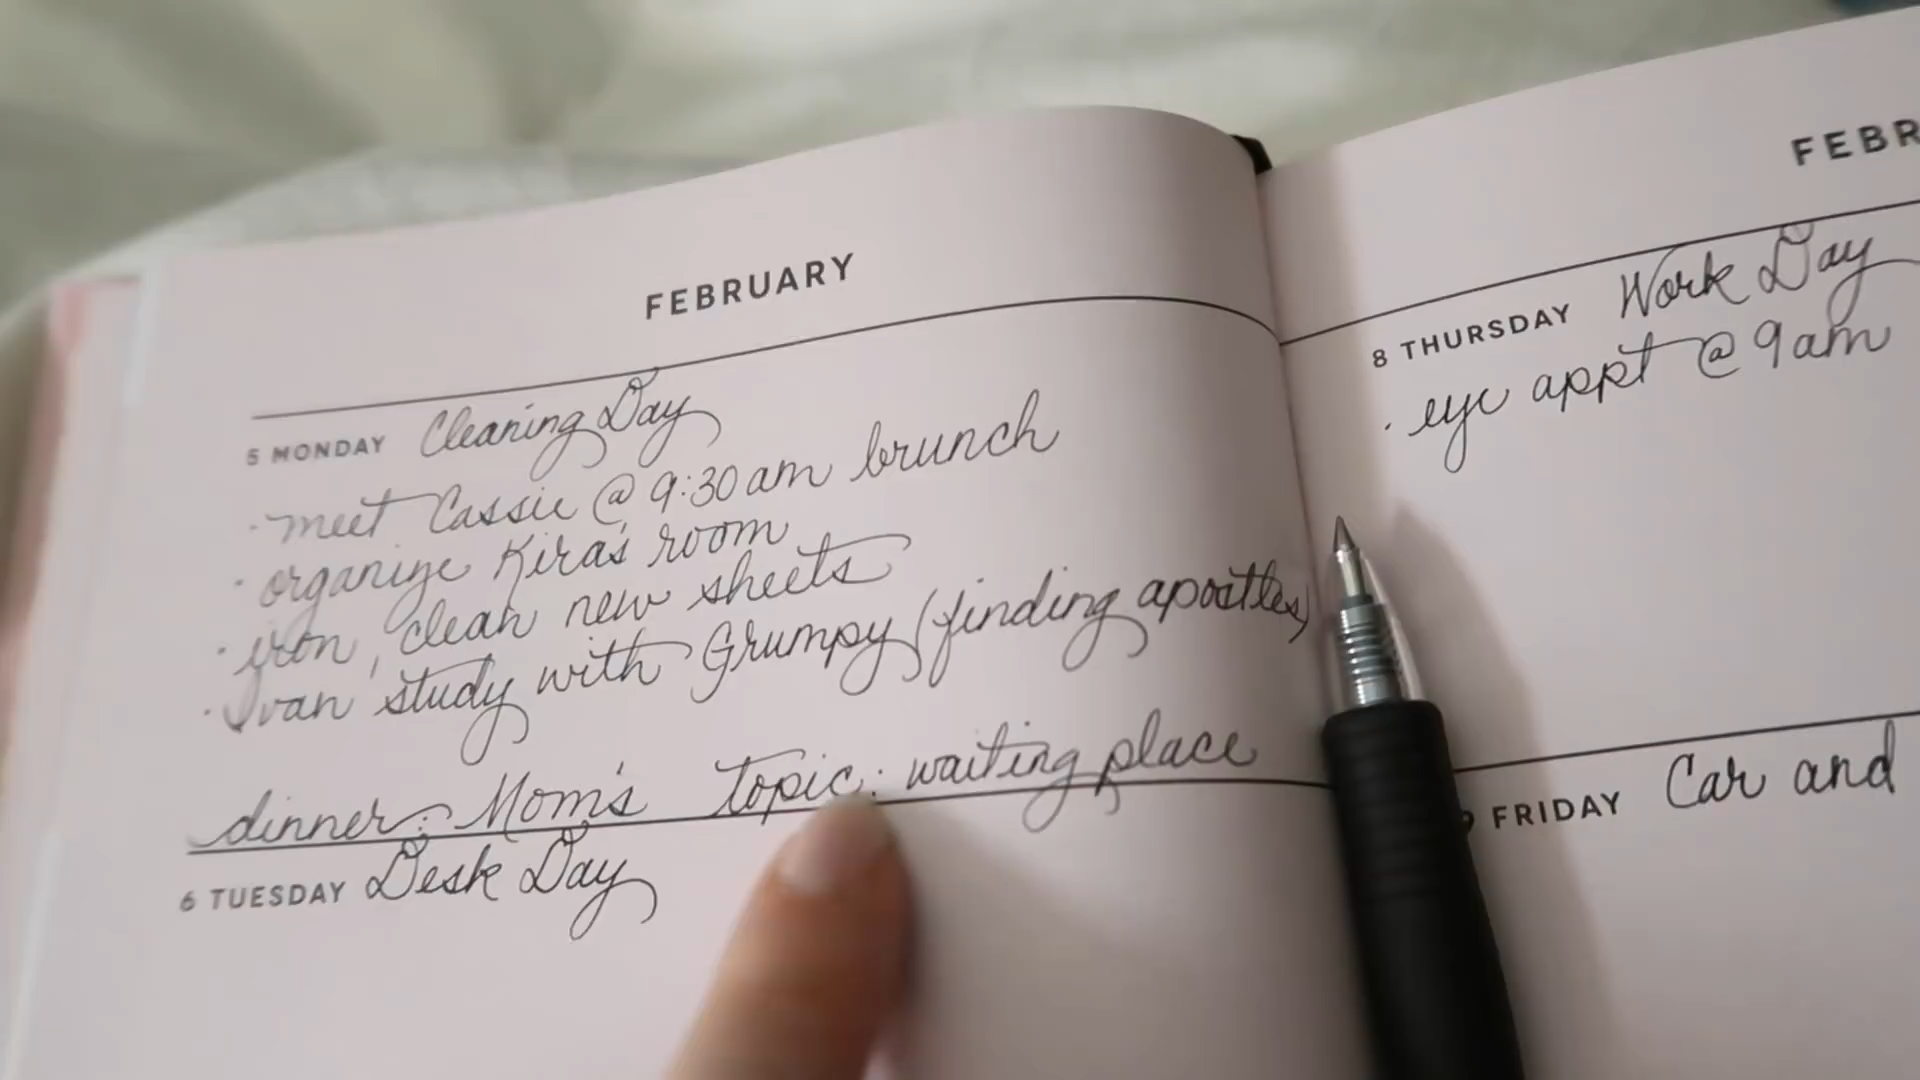 FEBRUARY
5 MONDAY Cleaning Day
· meet Cassie @ 9:30am brunch
· organize Kira's room
· iron, clean new sheets
· Ivan study with Grumpy (finding apostles)
dinner: Mom's topic: waiting place
6 TUESDAY Desk Day
FEBR
8 THURSDAY Work Day
· eye appt @ 9am
9 FRIDAY Car and